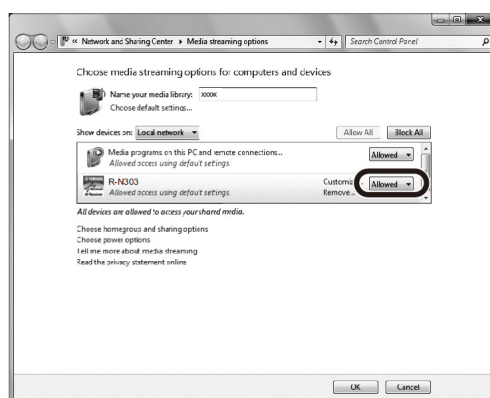 « Network and Sharing Center ▸ Media streaming options
Search Control Panel
Choose media streaming options for computers and devices
Name your media library: xxxxx
Choose default settings...
Show devices on: Local network
Allow All Block All
Media programs on this PC and remote connections...
Allowed access using default settings.
Allowed
R-N303
Allowed access using default settings.
Customize...
Remove...
Allowed
All devices are allowed to access your shared media.
Choose homegroup and sharing options
Choose power options
Tell me more about media streaming
Read the privacy statement online
OK Cancel